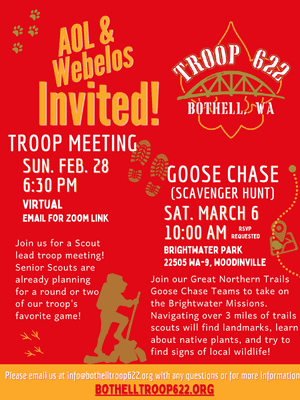 AOL &
Webelos
Invited!
TROOP 622
BOTHELL, WA
TROOP MEETING
SUN. FEB. 28
6:30 PM
VIRTUAL
EMAIL FOR ZOOM LINK
Join us for a Scout
lead troop meeting!
Senior Scouts are
already planning
for a round or two
of our troop's
favorite game!
GOOSE CHASE
(SCAVENGER HUNT)
SAT. MARCH 6
10:00 AM RSVP
REQUESTED
BRIGHTWATER PARK
22505 WA-9, WOODINVILLE
Join our Great Northern Trails
Goose Chase Teams to take on
the Brightwater Missions.
Navigating over 3 miles of trails
scouts will find landmarks, learn
about native plants, and try to
find signs of local wildlife!
Please email us at info@bothelltroop622.org with any questions or for more information
BOTHELLTROOP622.ORG